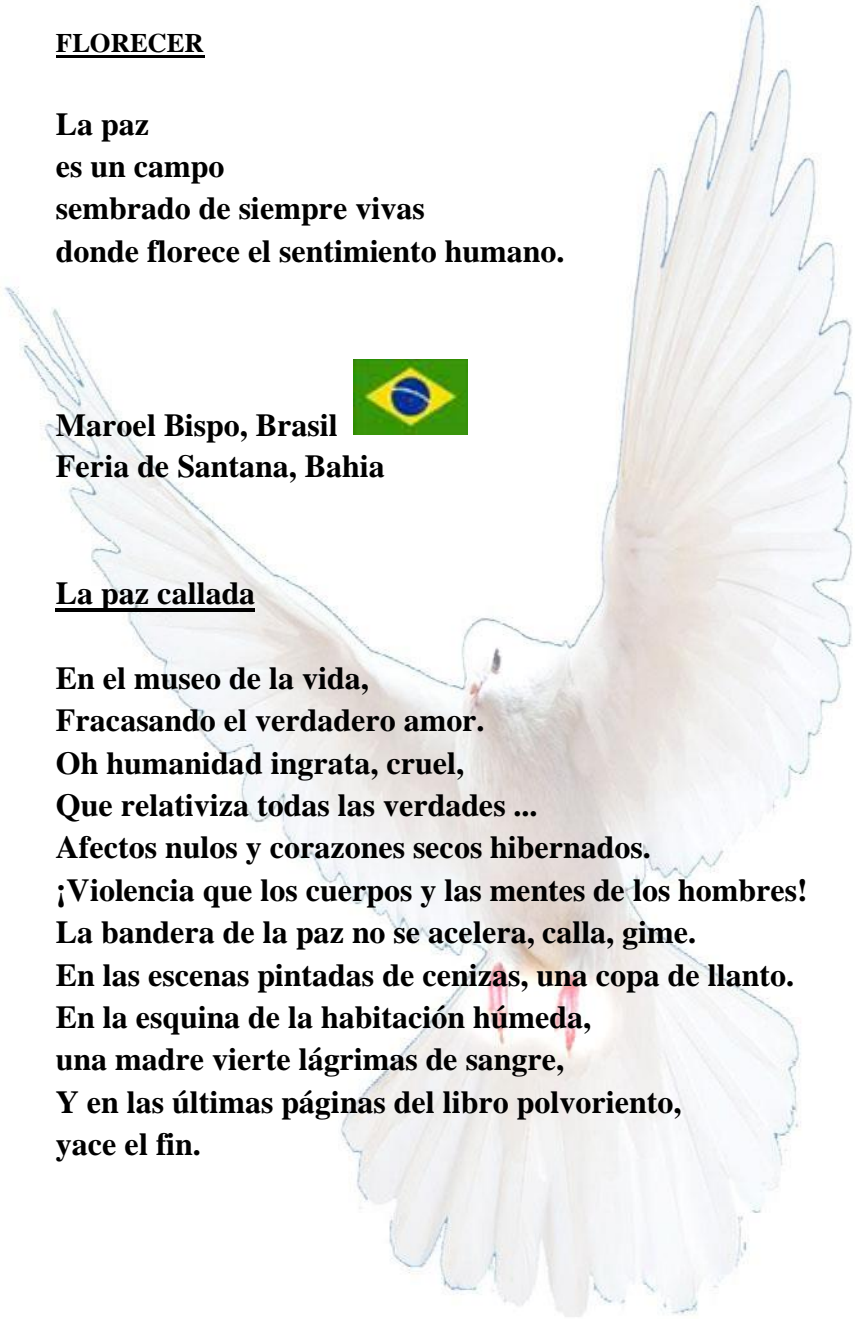 FLORECER
La paz
es un campo
sembrado de siempre vivas
donde florece el sentimiento humano.
Maroel Bispo, Brasil
Feria de Santana, Bahia
La paz callada
En el museo de la vida,
Fracasando el verdadero amor.
Oh humanidad ingrata, cruel,
Que relativiza todas las verdades ...
Afectos nulos y corazones secos hibernados.
¡Violencia que los cuerpos y las mentes de los hombres!
La bandera de la paz no se acelera, calla, gime.
En las escenas pintadas de cenizas, una copa de llanto.
En la esquina de la habitación húmeda,
una madre vierte lágrimas de sangre,
Y en las últimas páginas del libro polvoriento,
yace el fin.